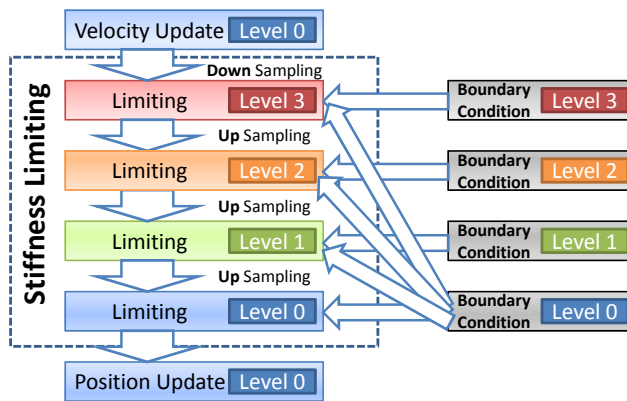 Velocity Update Level 0
Down Sampling
Stiffness Limiting
Limiting Level 3
Boundary
Condition Level 3
Up Sampling
Limiting Level 2
Boundary
Condition Level 2
Up Sampling
Limiting Level 1
Boundary
Condition Level 1
Up Sampling
Limiting Level 0
Boundary
Condition Level 0
Position Update Level 0